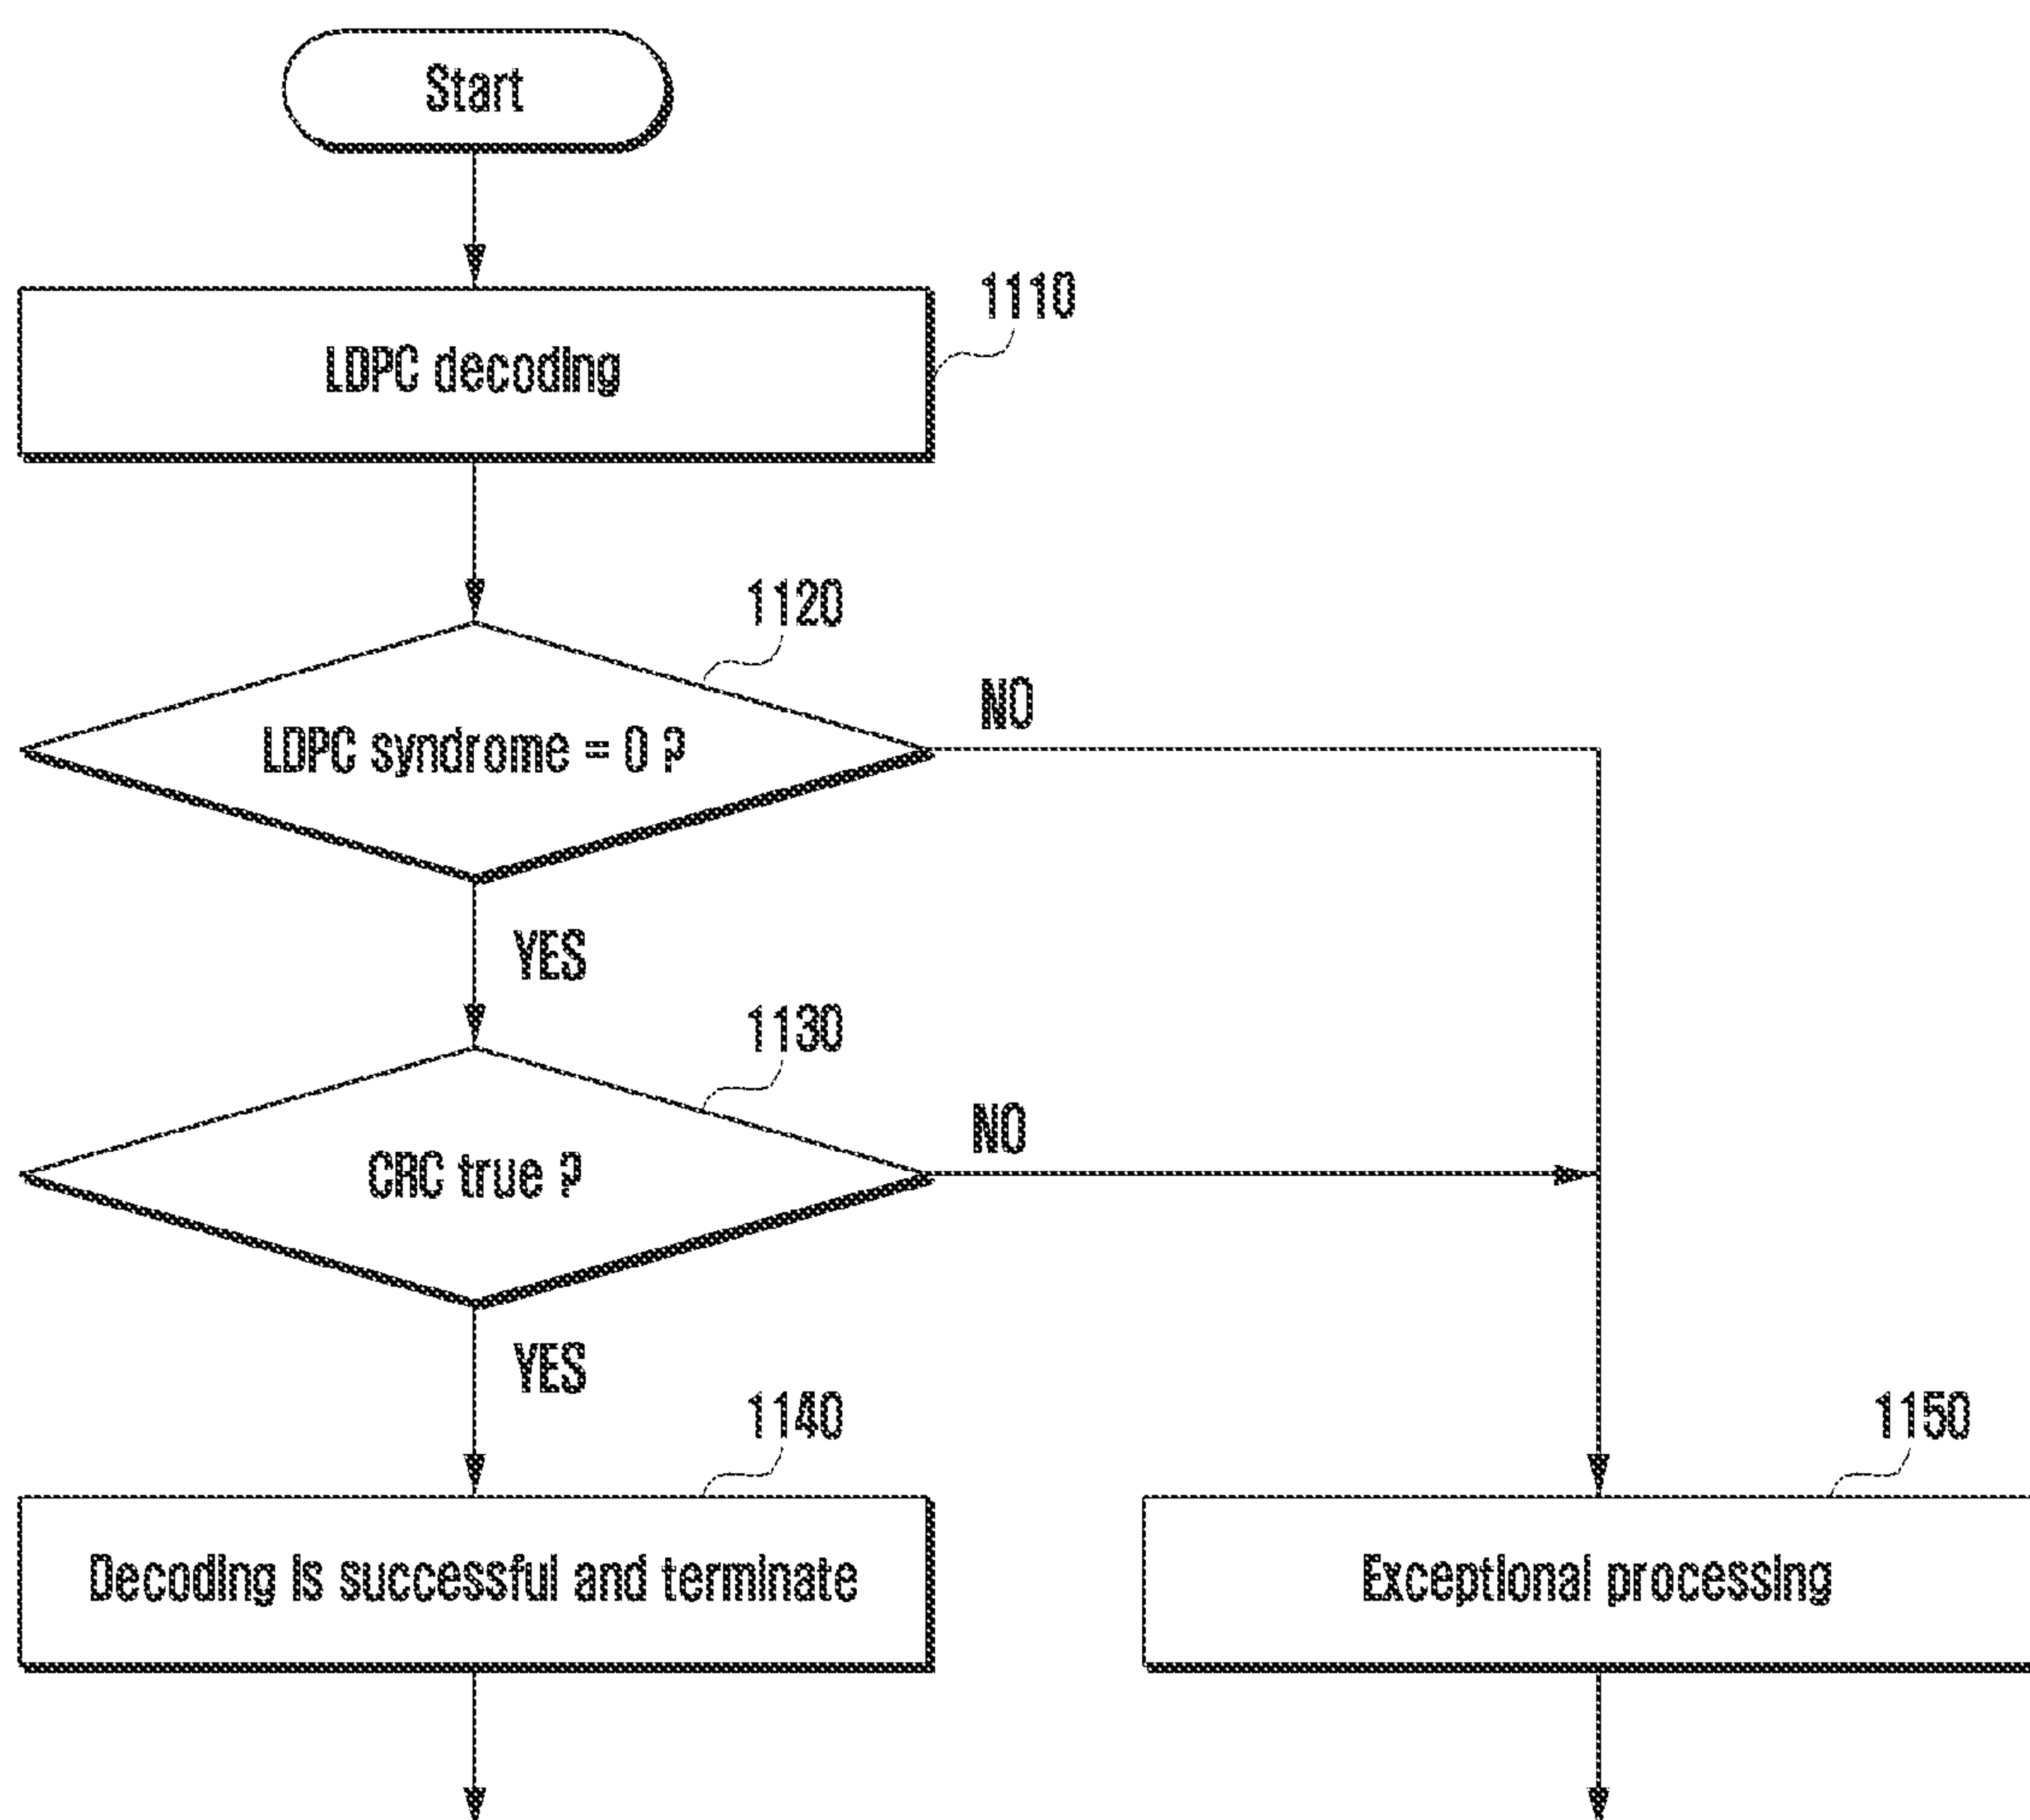 Start
1110
LDPC decoding
1120
NO
LDPC syndrome = 0 ?
YES
1130
NO
CRC true ?
YES
1140
1150
Decoding is successful and terminate
Exceptional processing